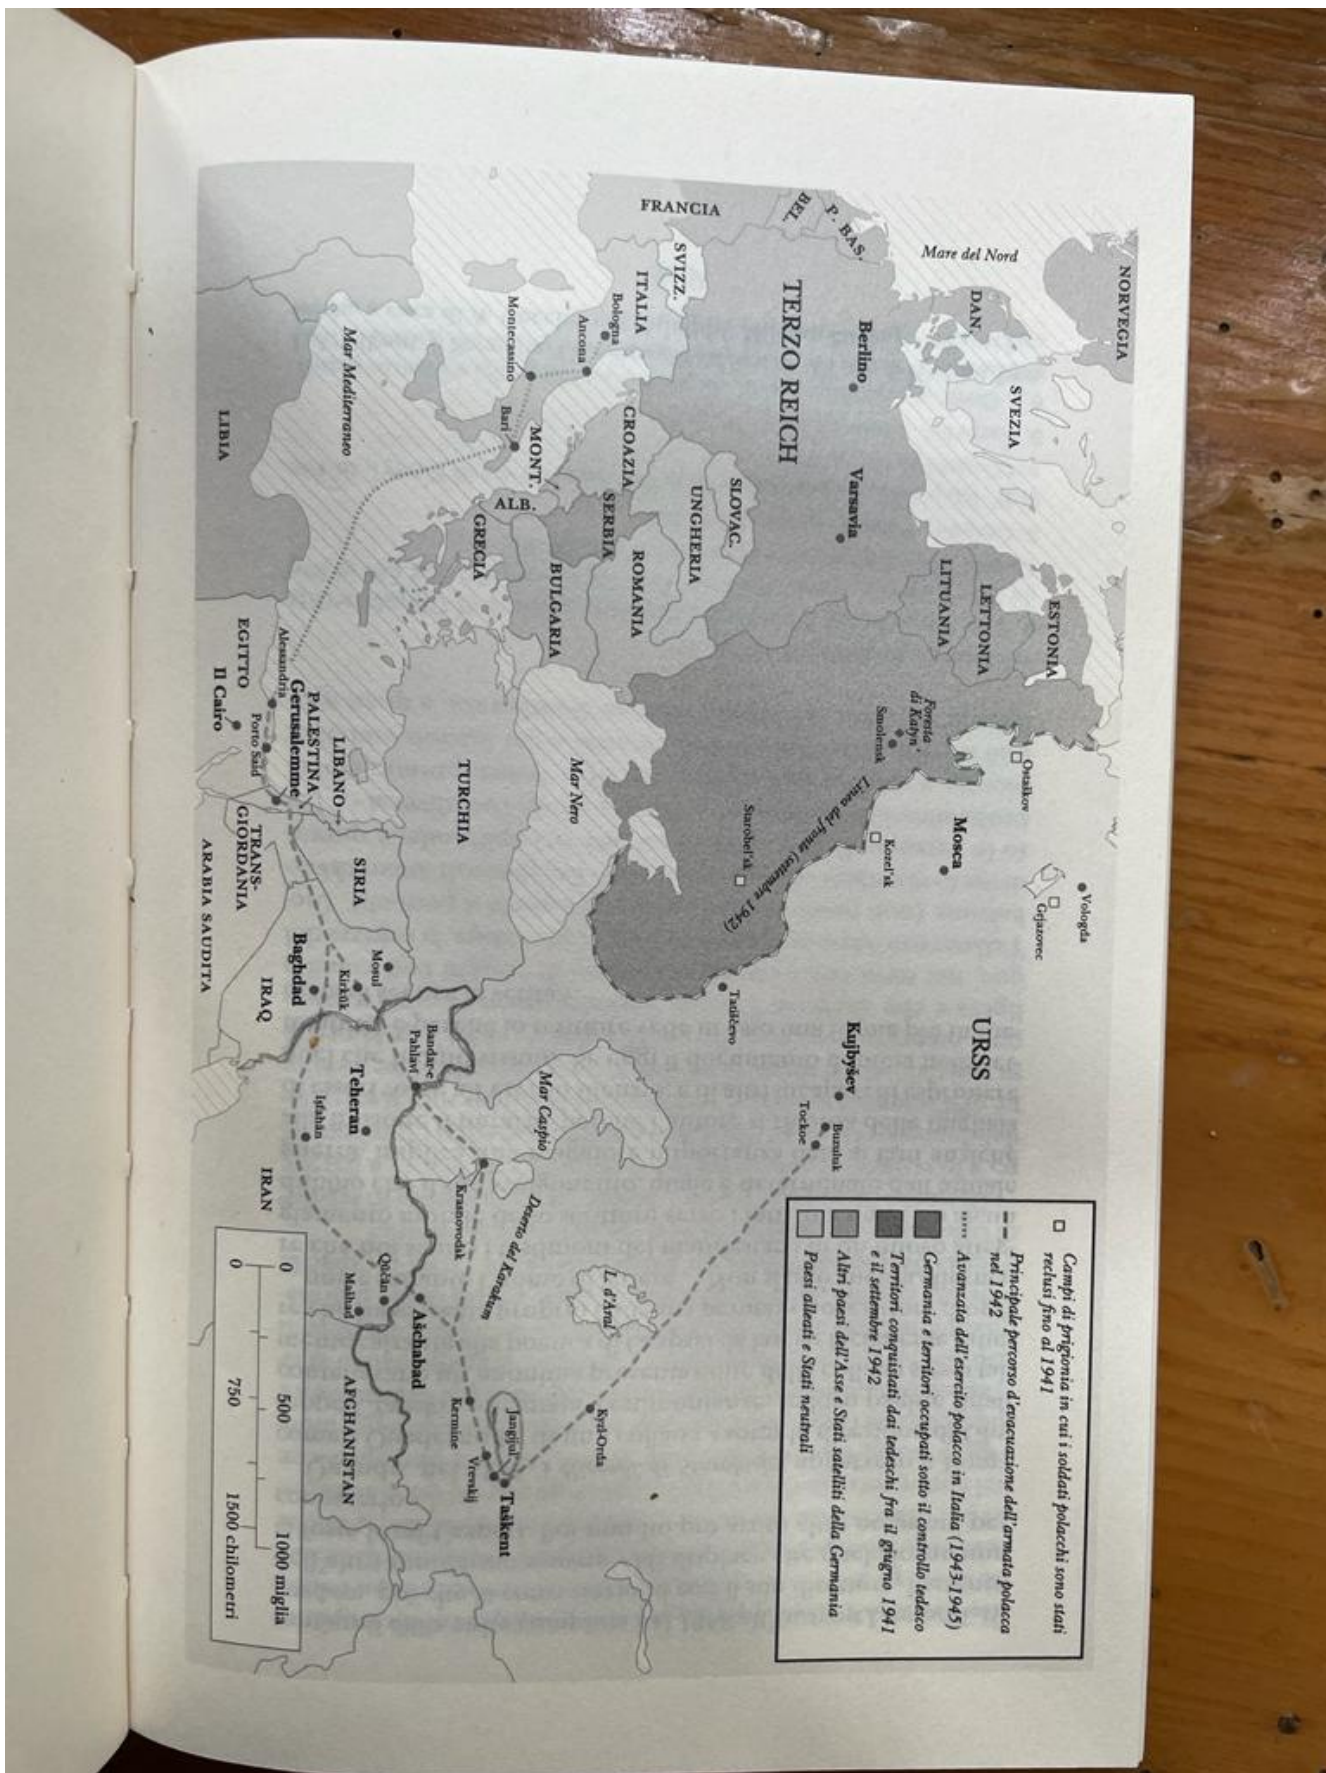 NORVEGIA
Mare del Nord
DAN.
SVEZIA
ESTONIA
LETTONIA
LITUANIA
P. BAS.
BEL.
FRANCIA
Berlino
TERZO REICH
Varsavia
SVIZZ.
ITALIA
Bologna
Ancona
Montecassino
Bari
SLOVAC.
UNGHERIA
CROAZIA
SERBIA
ROMANIA
MONT.
ALB.
BULGARIA
GRECIA
Mar Mediterraneo
LIBIA
Ostaškov
Vologda
Grjazovec
Mosca
Foresta
di Katyn'
Smolensk
Kozel'sk
Linea del fronte (settembre 1942)
Starobel'sk
Tatiščevo
URSS
Kujbyšev
Buzuluk
Tockoe
Mar Nero
TURCHIA
LIBANO
PALESTINA
Gerusalemme
Alessandria
Porto Said
EGITTO
Il Cairo
TRANS-
GIORDANIA
SIRIA
ARABIA SAUDITA
Mosul
Kirkūk
Baghdad
IRAQ
Bandar-e
Pahlavī
Teheran
Iṣfahān
IRAN
Mar Caspio
Krasnovodsk
Deserto del Karakum
L. d'Aral
Qūčān
Mašhad
Ašchabad
AFGHANISTAN
Kermine
Vrevskij
Jangijul'
Taškent
Kyzl-Orda
Campi di prigionia in cui i soldati polacchi sono stati
reclusi fino al 1941
Principale percorso d'evacuazione dell'armata polacca
nel 1942
Avanzata dell'esercito polacco in Italia (1943-1945)
Germania e territori occupati sotto il controllo tedesco
Territori conquistati dai tedeschi fra il giugno 1941
e il settembre 1942
Altri paesi dell'Asse e Stati satelliti della Germania
Paesi alleati e Stati neutrali
0 500 1000 miglia
0 750 1500 chilometri